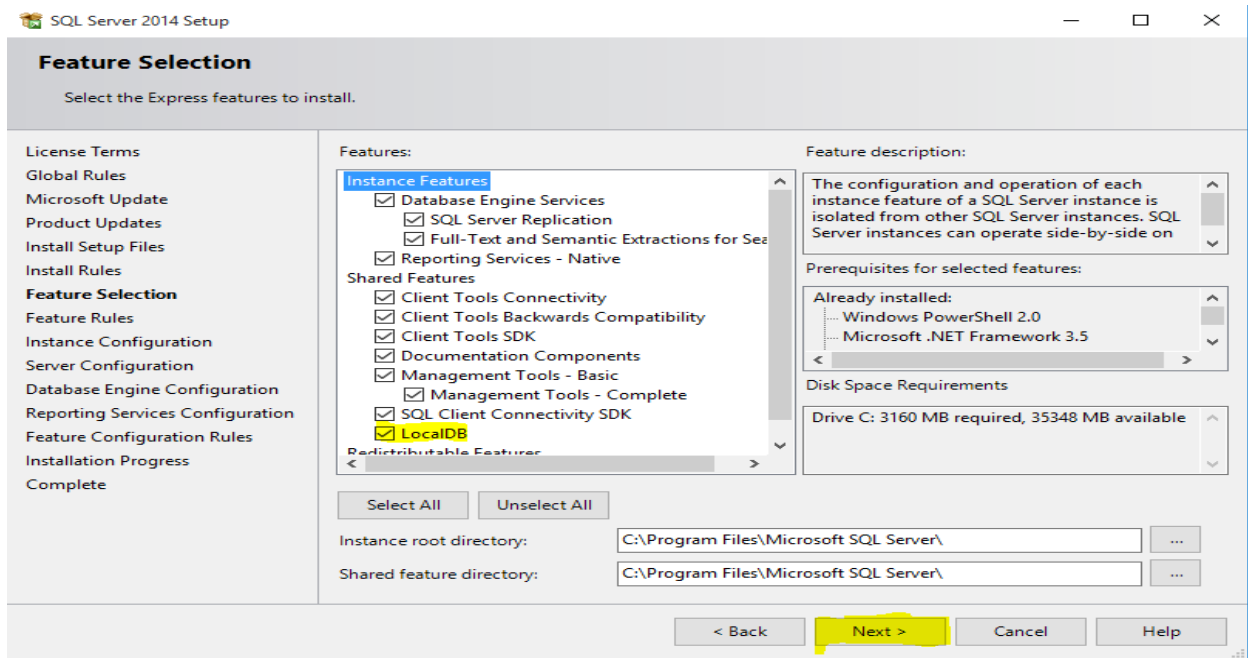 SQL Server 2014 Setup
Feature Selection
Select the Express features to install.
License Terms
Global Rules
Microsoft Update
Product Updates
Install Setup Files
Install Rules
Feature Selection
Feature Rules
Instance Configuration
Server Configuration
Database Engine Configuration
Reporting Services Configuration
Feature Configuration Rules
Installation Progress
Complete
Features:
Instance Features
Database Engine Services
SQL Server Replication
Full-Text and Semantic Extractions for Sea
Reporting Services - Native
Shared Features
Client Tools Connectivity
Client Tools Backwards Compatibility
Client Tools SDK
Documentation Components
Management Tools - Basic
Management Tools - Complete
SQL Client Connectivity SDK
LocalDB
Redistributable Features
Feature description:
The configuration and operation of each
instance feature of a SQL Server instance is
isolated from other SQL Server instances. SQL
Server instances can operate side-by-side on
Prerequisites for selected features:
Already installed:
Windows PowerShell 2.0
Microsoft .NET Framework 3.5
Disk Space Requirements
Drive C: 3160 MB required, 35348 MB available
Select All
Unselect All
Instance root directory:
C:\Program Files\Microsoft SQL Server\
...
Shared feature directory:
C:\Program Files\Microsoft SQL Server\
...
< Back
Next >
Cancel
Help